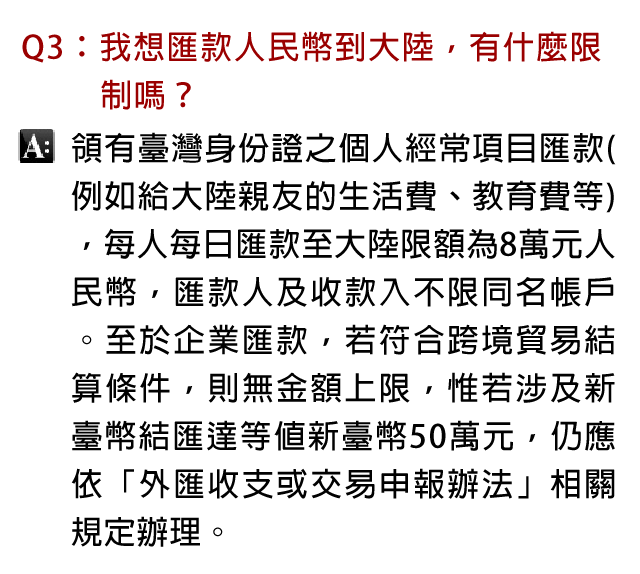 Q3：我想匯款人民幣到大陸，有什麼限
制嗎？
A: 領有臺灣身份證之個人經常項目匯款(
例如給大陸親友的生活費、教育費等)
，每人每日匯款至大陸限額為8萬元人
民幣，匯款人及收款入不限同名帳戶
。至於企業匯款，若符合跨境貿易結
算條件，則無金額上限，惟若涉及新
臺幣結匯達等值新臺幣50萬元，仍應
依「外匯收支或交易申報辦法」相關
規定辦理。